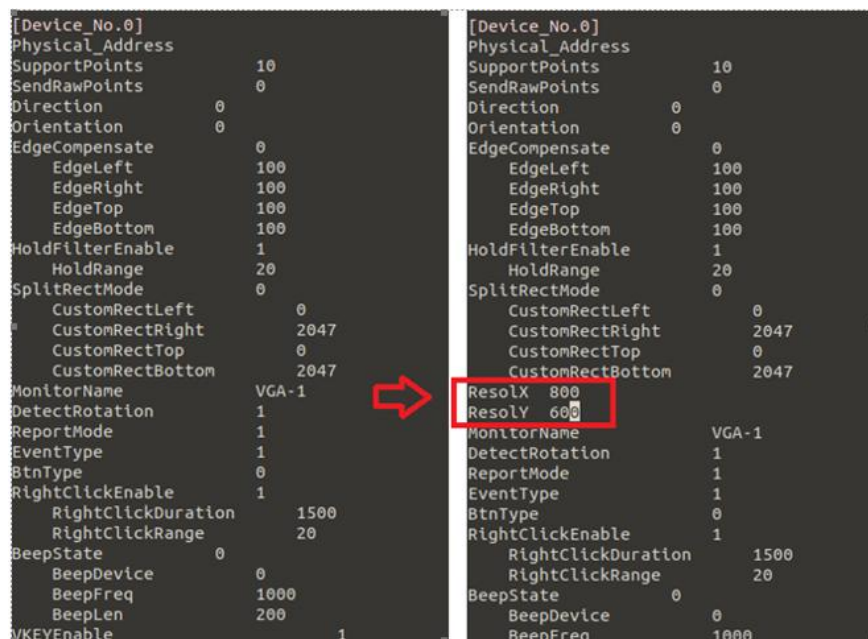 [Device_No.0]
Physical_Address
SupportPoints 10
SendRawPoints 0
Direction 0
Orientation 0
EdgeCompensate 0
EdgeLeft 100
EdgeRight 100
EdgeTop 100
EdgeBottom 100
HoldFilterEnable 1
HoldRange 20
SplitRectMode 0
CustomRectLeft 0
CustomRectRight 2047
CustomRectTop 0
CustomRectBottom 2047
MonitorName VGA-1
DetectRotation 1
ReportMode 1
EventType 1
BtnType 0
RightClickEnable 1
RightClickDuration 1500
RightClickRange 20
BeepState 0
BeepDevice 0
BeepFreq 1000
BeepLen 200
VKEYEnable 1
[Device_No.0]
Physical_Address
SupportPoints 10
SendRawPoints 0
Direction 0
Orientation 0
EdgeCompensate 0
EdgeLeft 100
EdgeRight 100
EdgeTop 100
EdgeBottom 100
HoldFilterEnable 1
HoldRange 20
SplitRectMode 0
CustomRectLeft 0
CustomRectRight 2047
CustomRectTop 0
CustomRectBottom 2047
ResolX 800
ResolY 600
MonitorName VGA-1
DetectRotation 1
ReportMode 1
EventType 1
BtnType 0
RightClickEnable 1
RightClickDuration 1500
RightClickRange 20
BeepState 0
BeepDevice 0
BeepFreq 1000